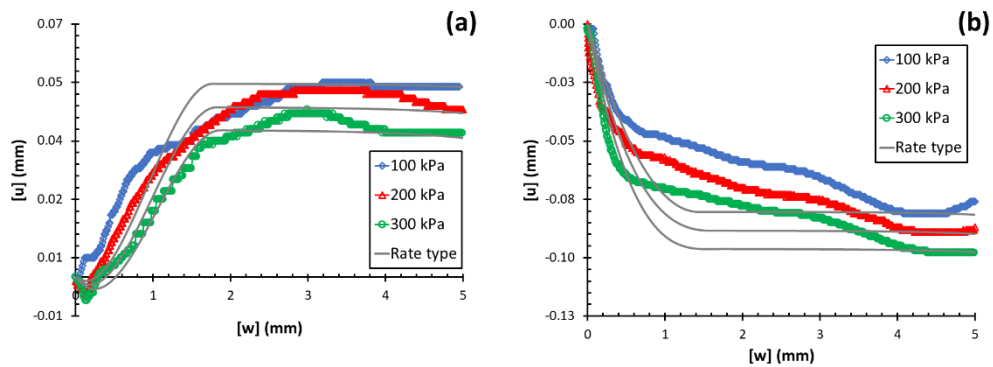 (a)
[u] (mm)
0.07
0.05
0.04
0.02
0.01
-0.01
0
1
2
3
4
5
[w] (mm)
100 kPa
200 kPa
300 kPa
Rate type
(b)
[u] (mm)
0.00
-0.03
-0.05
-0.08
-0.10
-0.13
0
1
2
3
4
5
[w] (mm)
100 kPa
200 kPa
300 kPa
Rate type